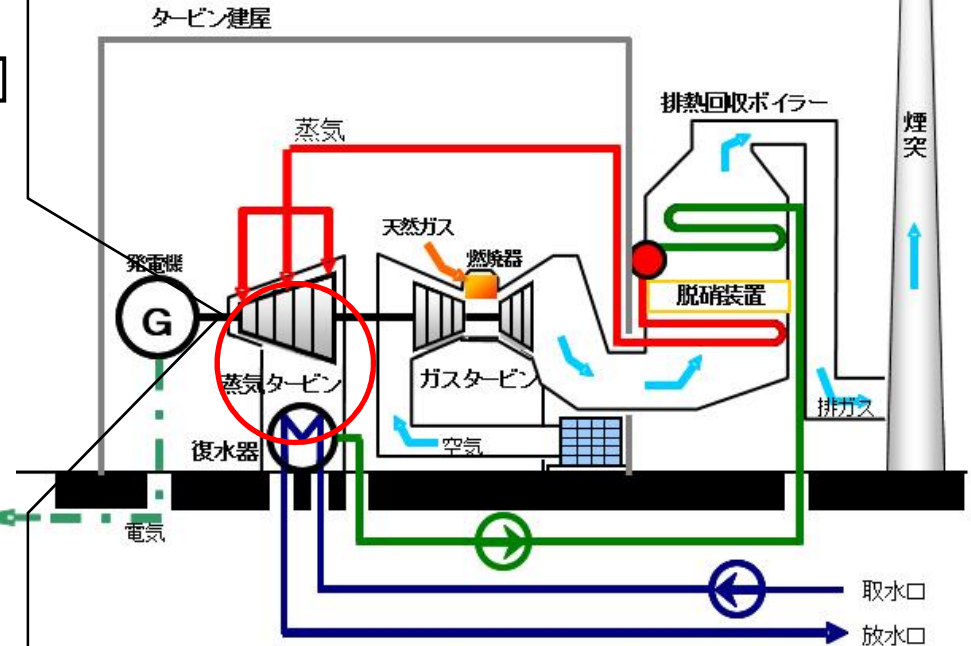 タービン建屋
排熱回収ボイラー
煙突
蒸気
天然ガス
燃焼器
発電機
G
脱硝装置
蒸気タービン
ガスタービン
排ガス
復水器
空気
電気
取水口
放水口